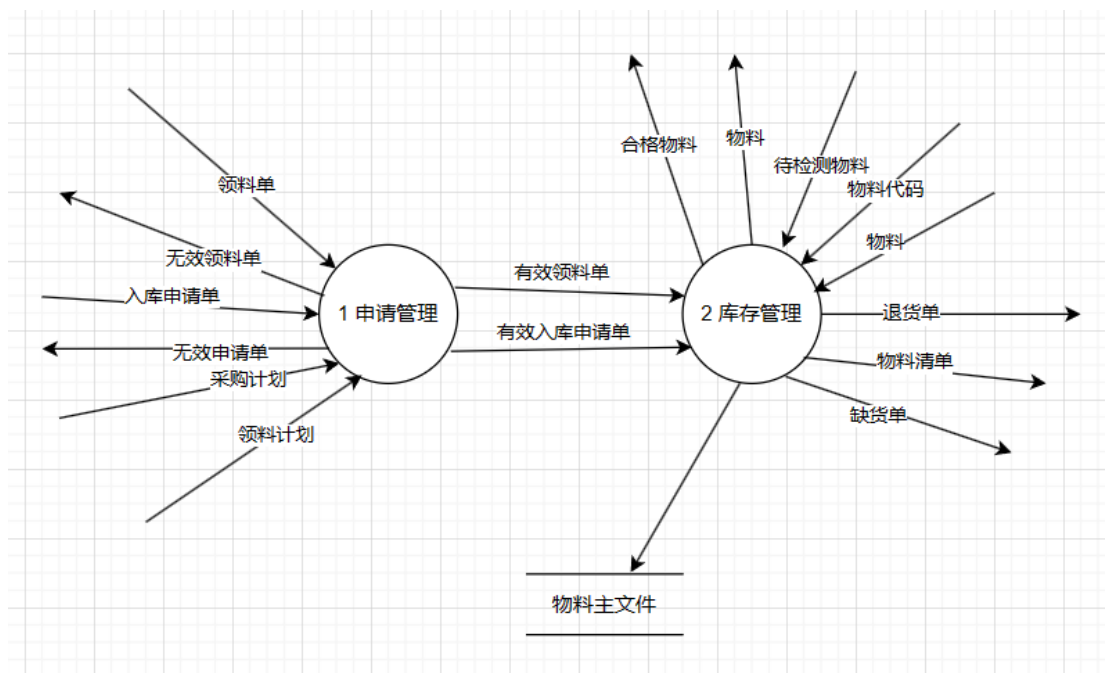 合格物料
物料
待检测物料
物料代码
物料
领料单
无效领料单
入库申请单
无效申请单
采购计划
领料计划
1 申请管理
有效领料单
有效入库申请单
2 库存管理
退货单
物料清单
缺货单
物料主文件